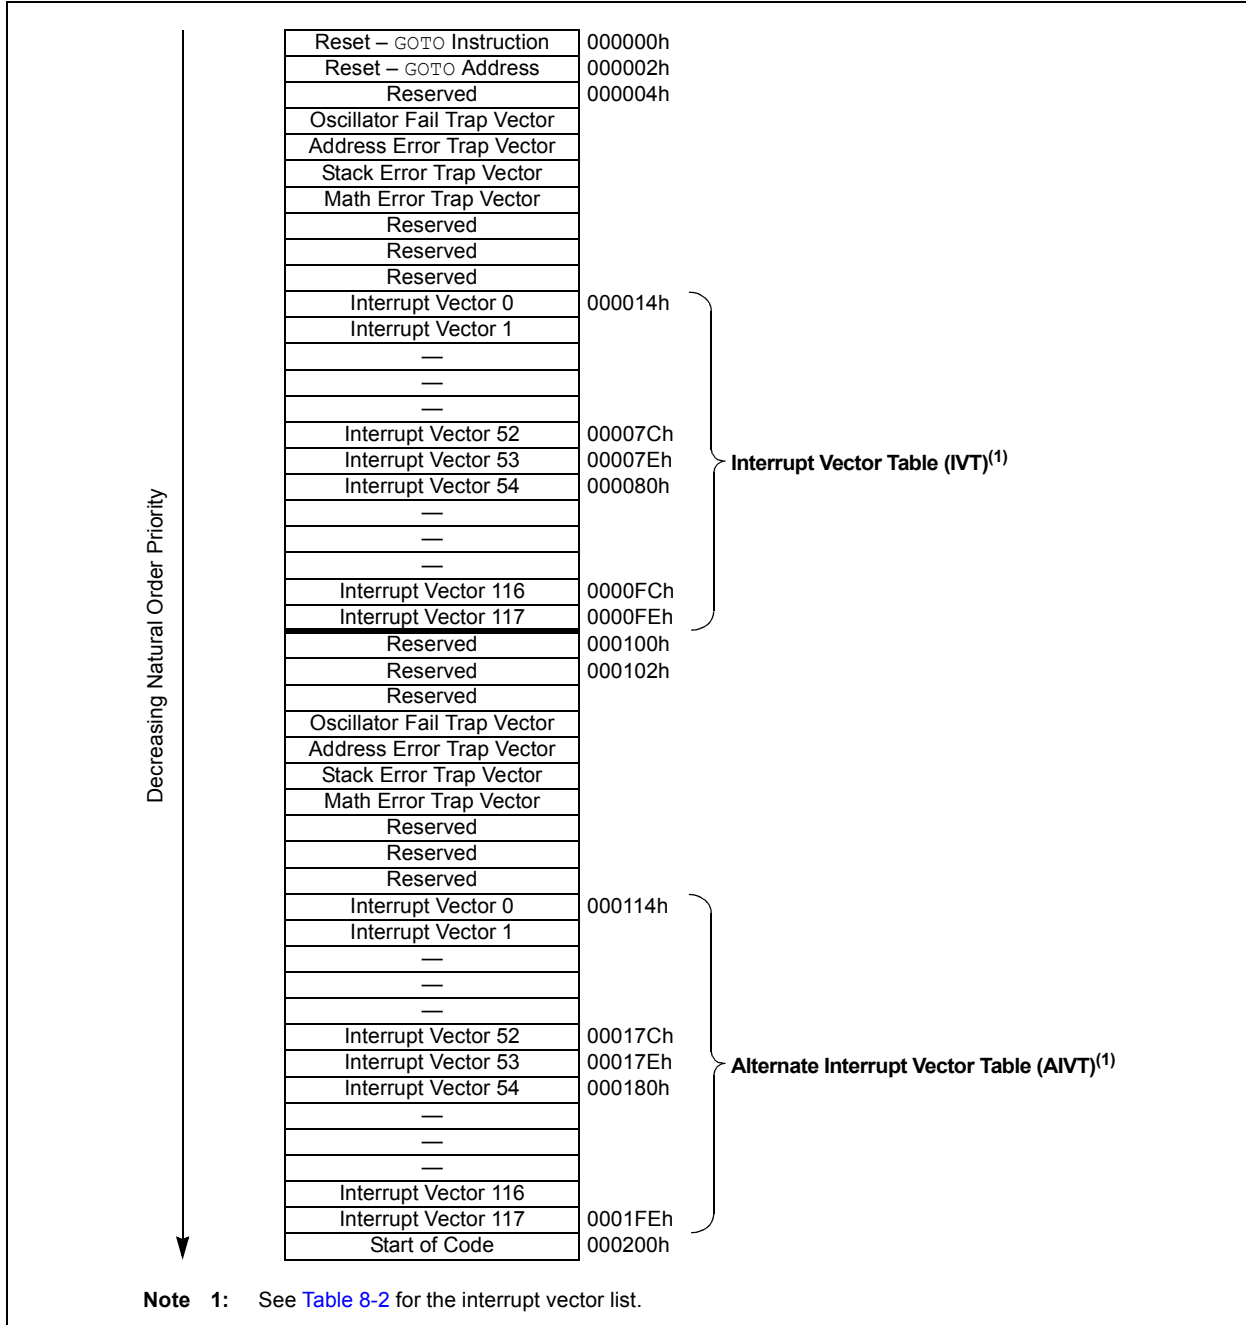 Reset – GOTO Instruction 000000h
Reset – GOTO Address 000002h
Reserved 000004h
Oscillator Fail Trap Vector
Address Error Trap Vector
Stack Error Trap Vector
Math Error Trap Vector
Reserved
Reserved
Reserved
Interrupt Vector 0 000014h
Interrupt Vector 1
—
—
—
Interrupt Vector 52 00007Ch
Interrupt Vector 53 00007Eh
Interrupt Vector Table (IVT)(1)
Interrupt Vector 54 000080h
—
—
—
Interrupt Vector 116 0000FCh
Interrupt Vector 117 0000FEh
Decreasing Natural Order Priority
Reserved 000100h
Reserved 000102h
Reserved
Oscillator Fail Trap Vector
Address Error Trap Vector
Stack Error Trap Vector
Math Error Trap Vector
Reserved
Reserved
Reserved
Interrupt Vector 0 000114h
Interrupt Vector 1
—
—
—
Interrupt Vector 52 00017Ch
Interrupt Vector 53 00017Eh
Alternate Interrupt Vector Table (AIVT)(1)
Interrupt Vector 54 000180h
—
—
—
Interrupt Vector 116
Interrupt Vector 117 0001FEh
Start of Code 000200h
Note 1: See Table 8-2 for the interrupt vector list.